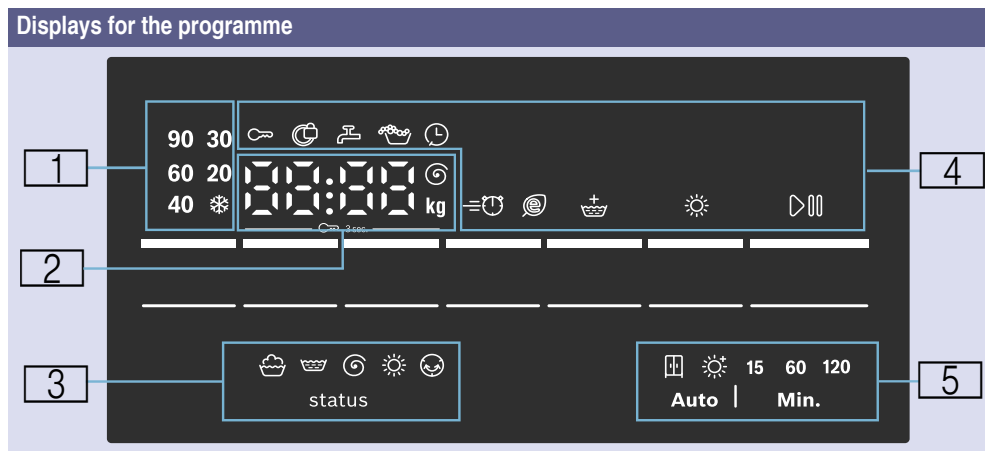 Displays for the programme
90 30
60 20
40
88:88
kg
3 sec.
1
2
3
4
5
status
15 60 120
Auto | Min.